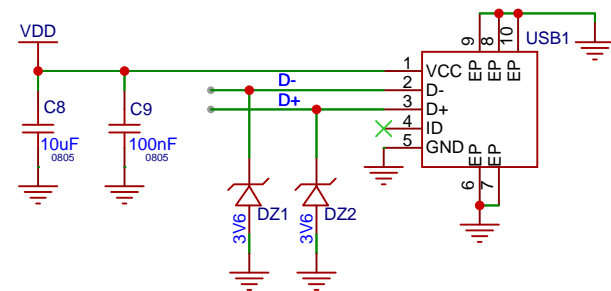 VDD
9
8
10
USB1
EP
EP
EP
1
VCC
D-
2
D-
D+
3
D+
4
ID
5
GND
C8
10uF
0805
C9
100nF
0805
EP
EP
6
7
DZ1
3V6
DZ2
3V6